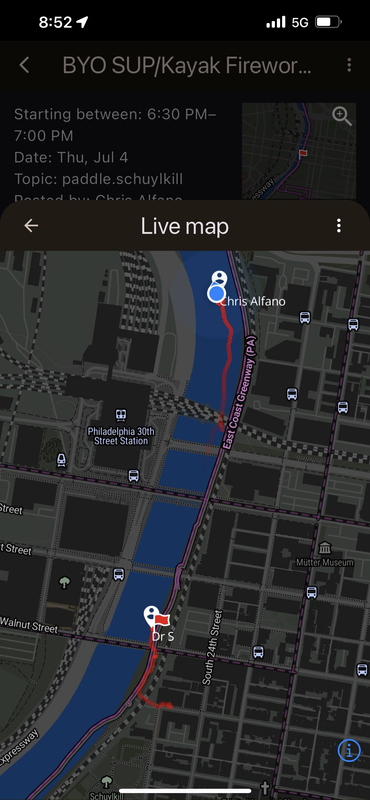 8:52
5G
BYO SUP/Kayak Firewor...
Starting between: 6:30 PM–
7:00 PM
Date: Thu, Jul 4
Topic: paddle.schuylkill
Posted by: Chris Alfano
essway
Live map
Chris Alfano
East Coast Greenway (PA)
Philadelphia 30th
Street Station
Street
t Street
Mütter Museum
Walnut Street
Dr S
South 24th Street
Expressway
Schuylkill